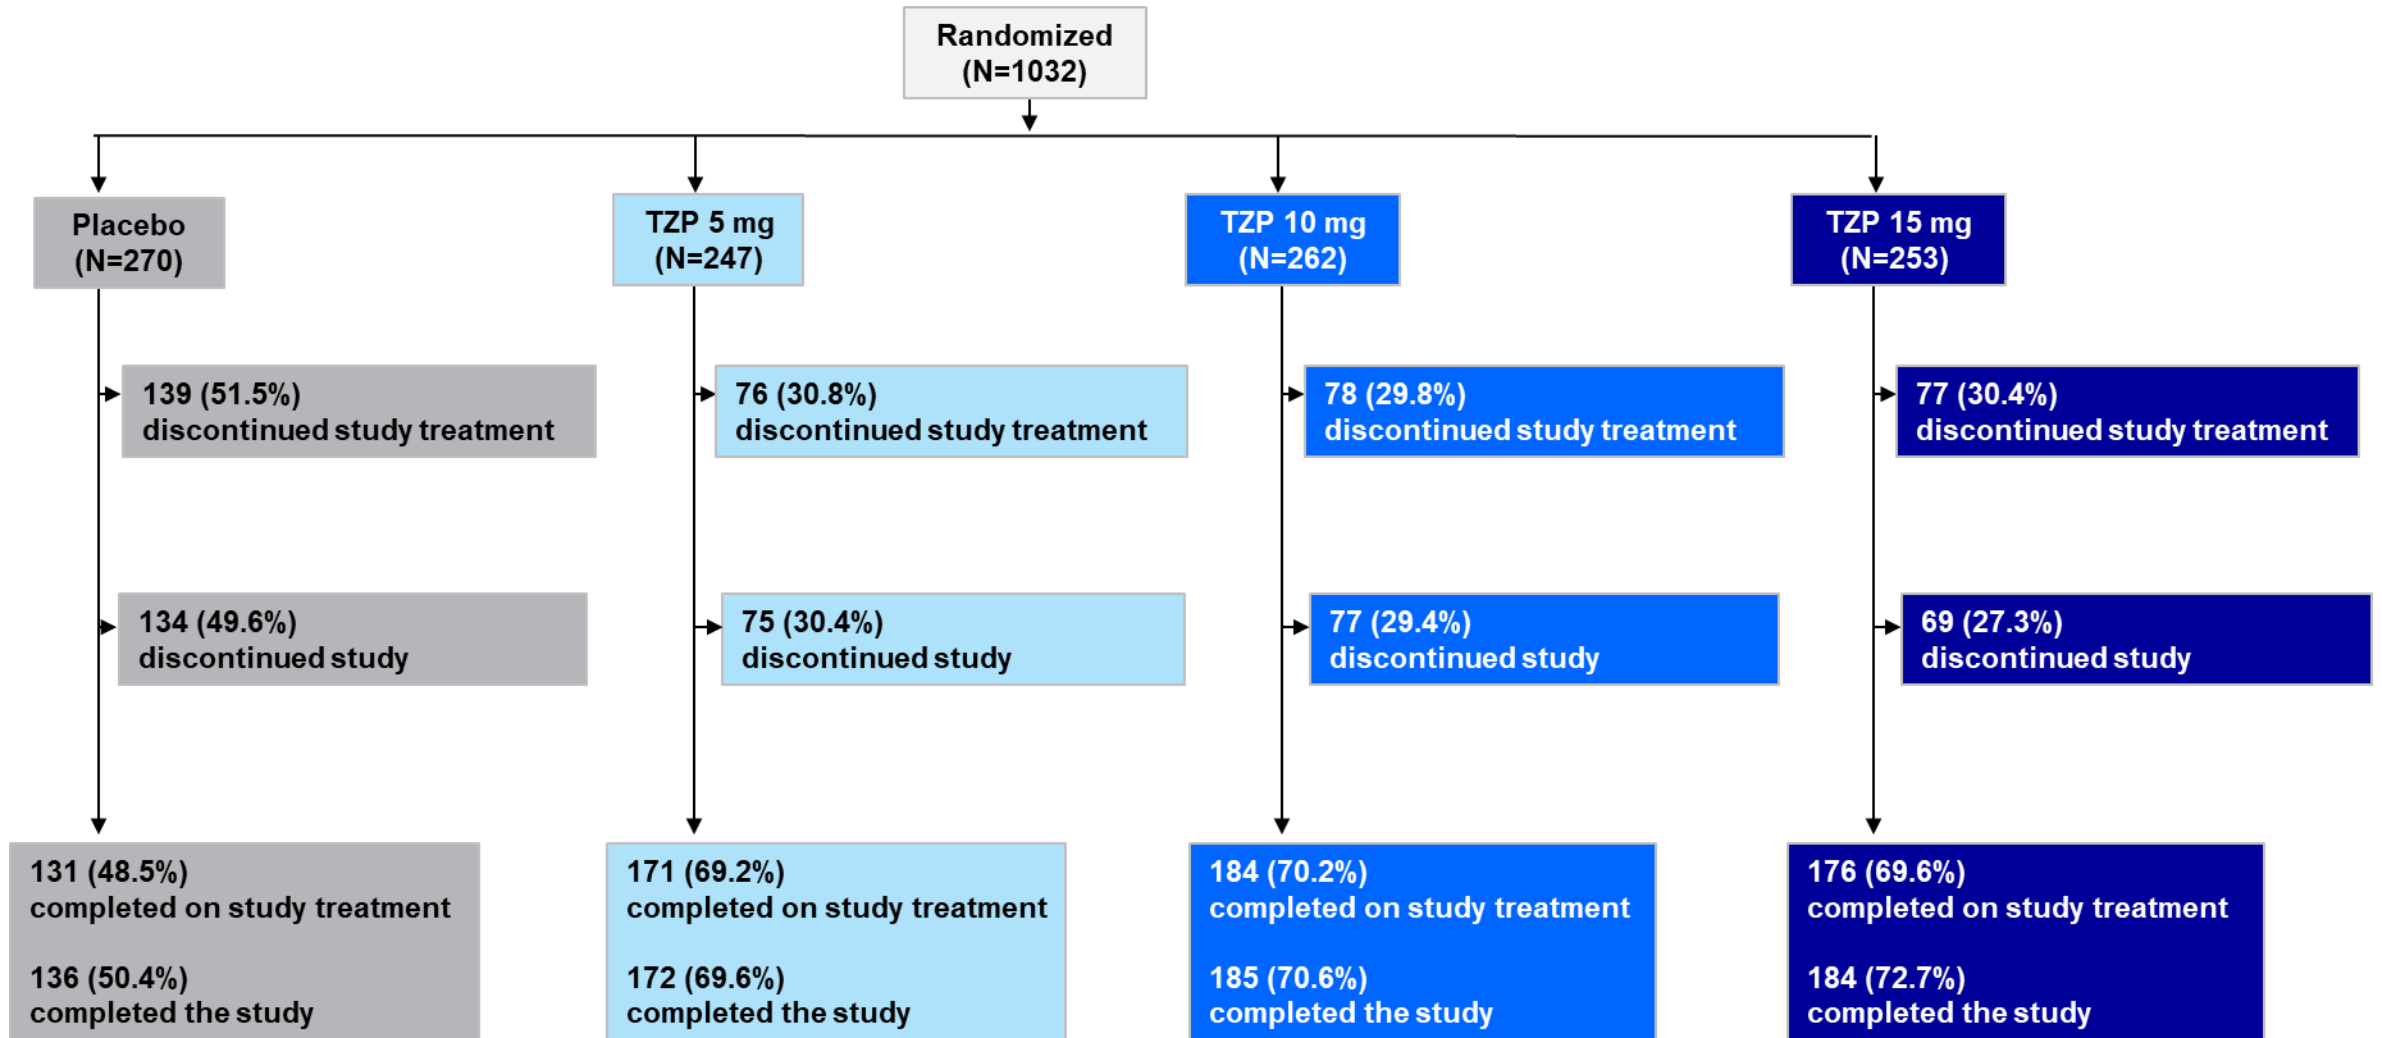 Randomized
(N=1032)
Placebo
(N=270)
TZP 5 mg
(N=247)
TZP 10 mg
(N=262)
TZP 15 mg
(N=253)
139 (51.5%)
discontinued study treatment
76 (30.8%)
discontinued study treatment
78 (29.8%)
discontinued study treatment
77 (30.4%)
discontinued study treatment
134 (49.6%)
discontinued study
75 (30.4%)
discontinued study
77 (29.4%)
discontinued study
69 (27.3%)
discontinued study
131 (48.5%)
completed on study treatment
136 (50.4%)
completed the study
171 (69.2%)
completed on study treatment
172 (69.6%)
completed the study
184 (70.2%)
completed on study treatment
185 (70.6%)
completed the study
176 (69.6%)
completed on study treatment
184 (72.7%)
completed the study